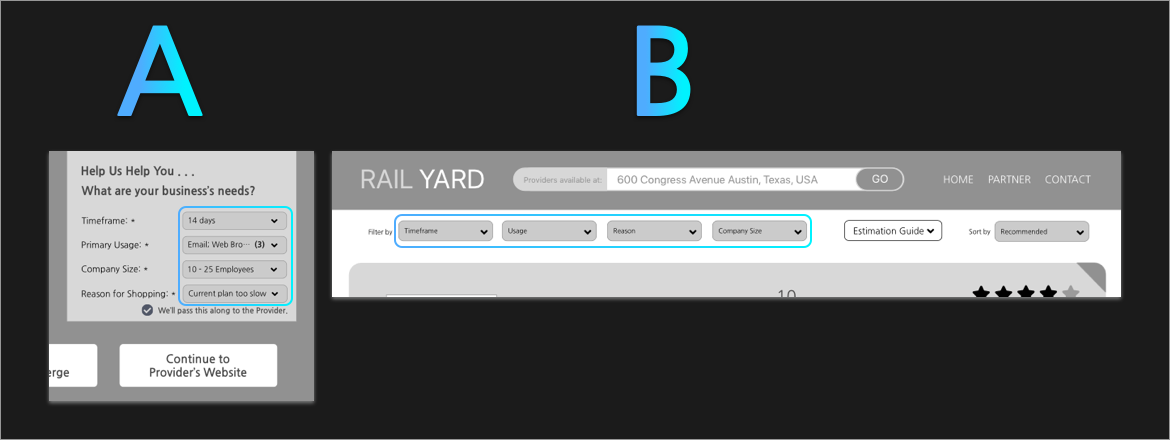 A
B
Help Us Help You . . .
What are your business's needs?
Timeframe: * 14 days
Primary Usage: * Email; Web Bro··· (3)
Company Size: * 10 - 25 Employees
Reason for Shopping: * Current plan too slow
We'll pass this along to the Provider.
erge
Continue to
Provider's Website
RAIL YARD
Providers available at: 600 Congress Avenue Austin, Texas, USA GO
HOME PARTNER CONTACT
Filter by Timeframe Usage Reason Company Size Estimation Guide Sort by Recommended
10